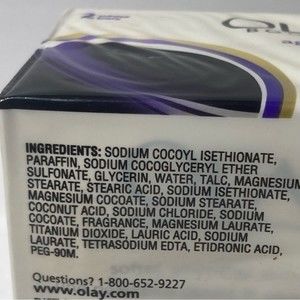 2
OL
INGREDIENTS: SODIUM COCOYL ISETHIONATE,
PARAFFIN, SODIUM COCOGLYCERYL ETHER
SULFONATE, GLYCERIN, WATER, TALC, MAGNESIUM
STEARATE, STEARIC ACID, SODIUM ISETHIONATE,
MAGNESIUM COCOATE, SODIUM STEARATE,
COCONUT ACID, SODIUM CHLORIDE, SODIUM
COCOATE, FRAGRANCE, MAGNESIUM LAURATE,
TITANIUM DIOXIDE, LAURIC ACID, SODIUM
LAURATE, TETRASODIUM EDTA, ETIDRONIC ACID,
PEG-90M.
Questions? 1-800-652-9227
www.olay.com